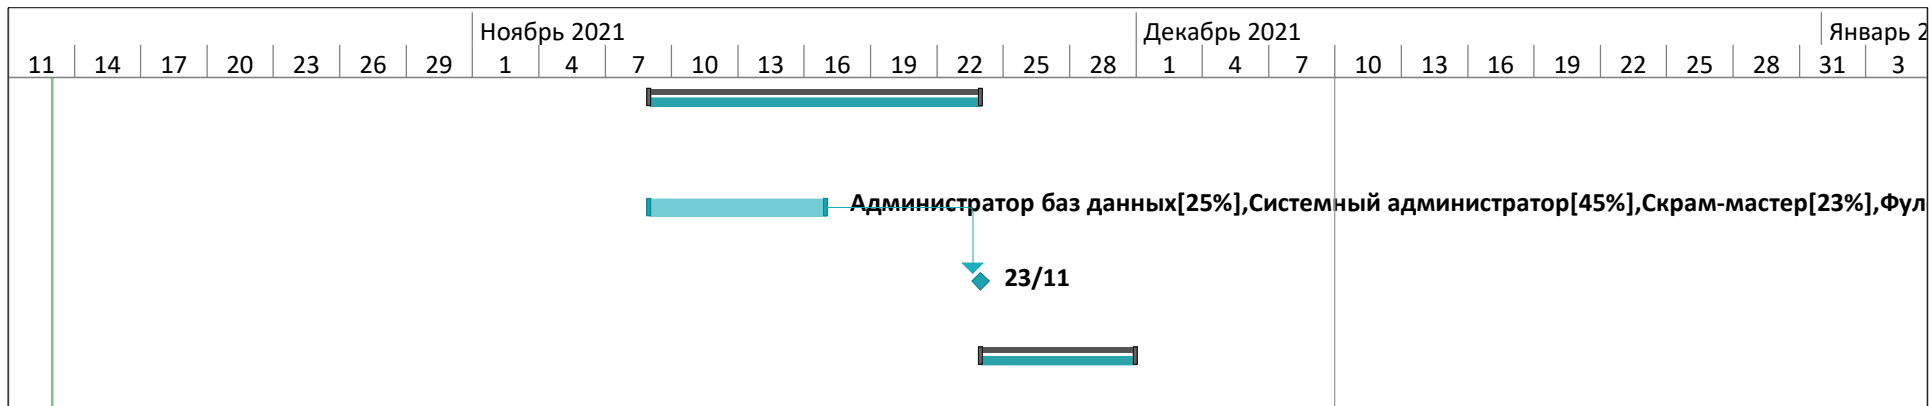 Ноябрь 2021 Декабрь 2021 Январь 2
11 14 17 20 23 26 29 1 4 7 10 13 16 19 22 25 28 1 4 7 10 13 16 19 22 25 28 31 3
Администратор баз данных[25%],Системный администратор[45%],Скрам-мастер[23%],Фул
23/11